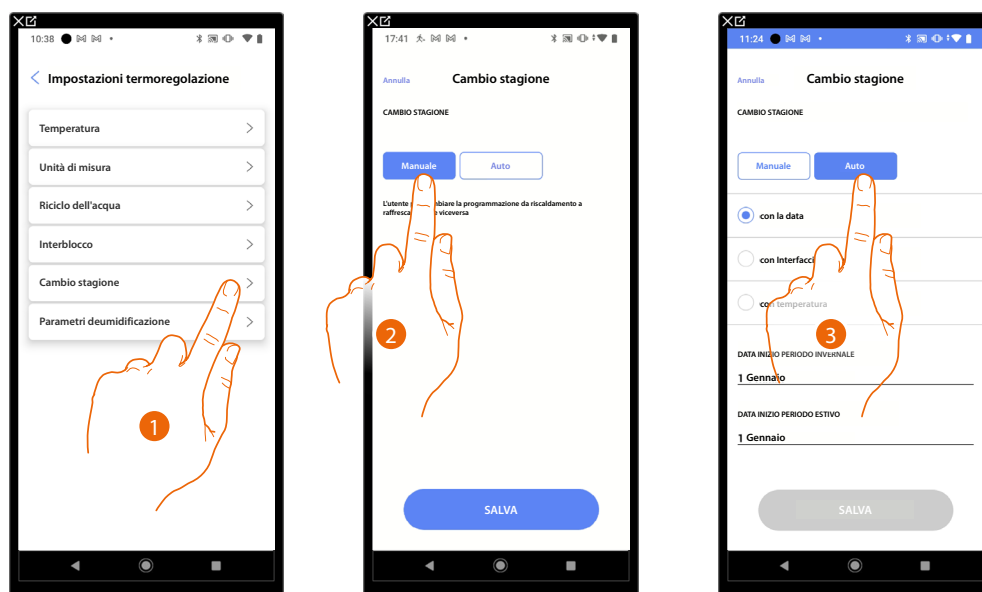 10:38
Impostazioni termoregolazione
Temperatura
Unità di misura
Riciclo dell'acqua
Interblocco
Cambio stagione
Parametri deumidificazione
1
17:41
Annulla Cambio stagione
CAMBIO STAGIONE
Manuale Auto
L'utente biare la programmazione da riscaldamento a
raffresca viceversa
2
SALVA
11:24
Annulla Cambio stagione
CAMBIO STAGIONE
Manuale Auto
con la data
con Interfacci
con temperatura
3
DATA INIZIO PERIODO INVERNALE
1 Gennaio
DATA INIZIO PERIODO ESTIVO
1 Gennaio
SALVA